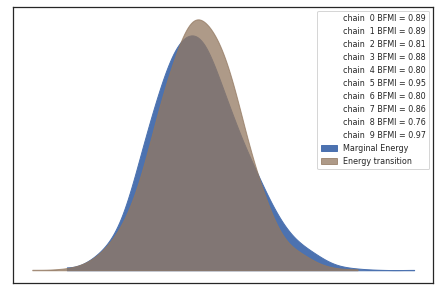 chain  0 BFMI = 0.89
chain  1 BFMI = 0.89
chain  2 BFMI = 0.81
chain  3 BFMI = 0.88
chain  4 BFMI = 0.80
chain  5 BFMI = 0.95
chain  6 BFMI = 0.80
chain  7 BFMI = 0.86
chain  8 BFMI = 0.76
chain  9 BFMI = 0.97
Marginal Energy
Energy transition